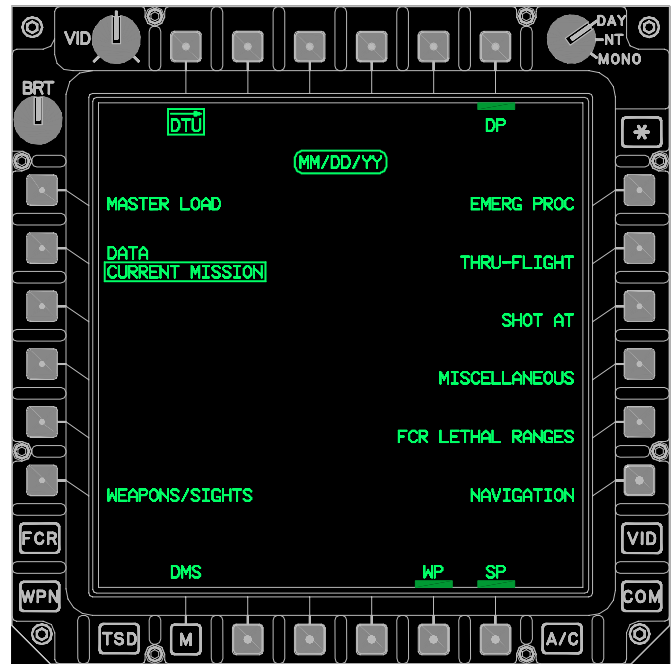 VID
DAY
NT
MONO
BRT
DTU
DP
*
MM/DD/YY
MASTER LOAD
EMERG PROC
DATA
CURRENT MISSION
THRU-FLIGHT
SHOT AT
MISCELLANEOUS
FCR LETHAL RANGES
WEAPONS/SIGHTS
NAVIGATION
FCR
VID
DMS
WP
SP
WPN
COM
TSD
M
A/C